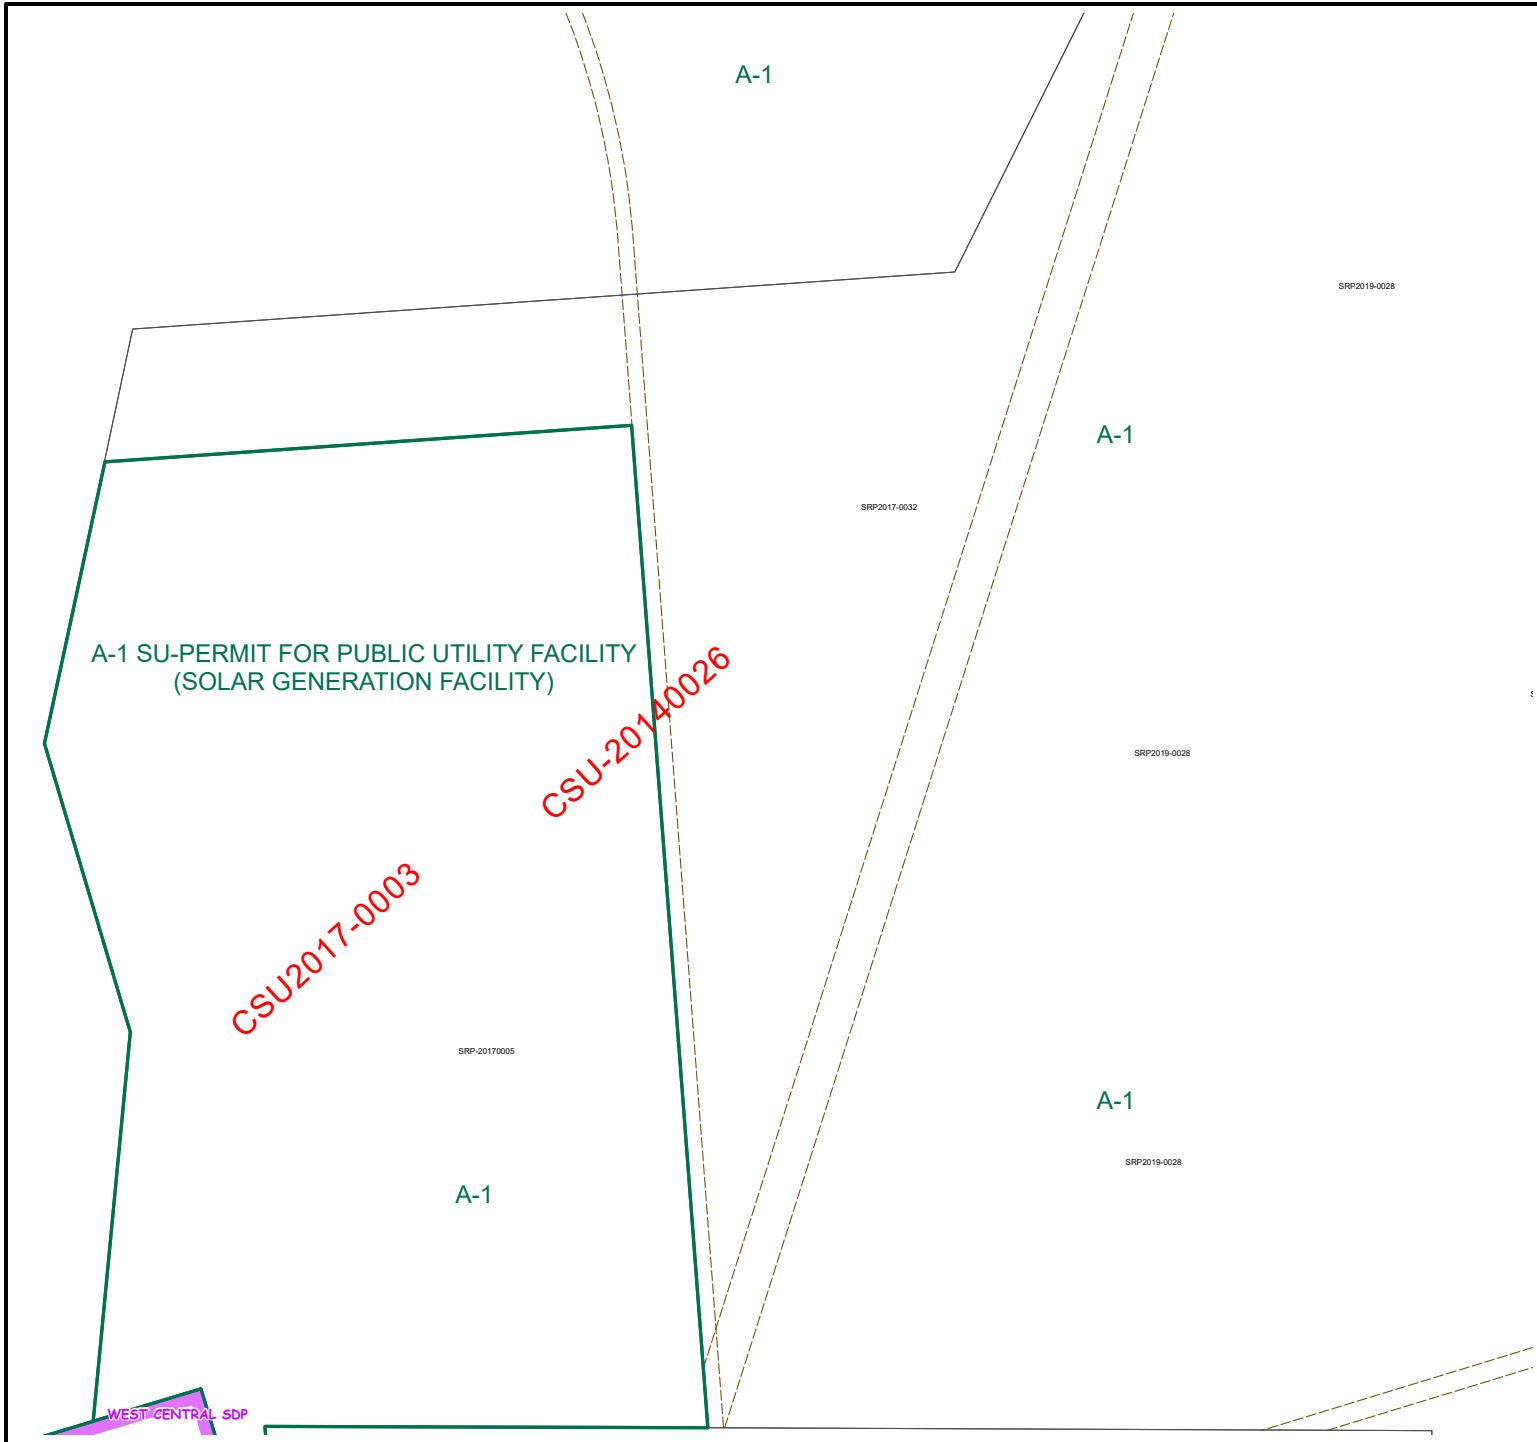 A-1
SRP2019-0028
A-1
SRP2017-0032
A-1 SU-PERMIT FOR PUBLIC UTILITY FACILITY
(SOLAR GENERATION FACILITY)
CSU-20140026
SRP2019-0028
CSU2017-0003
SRP-20170005
A-1
SRP2019-0028
A-1
WEST CENTRAL SDP